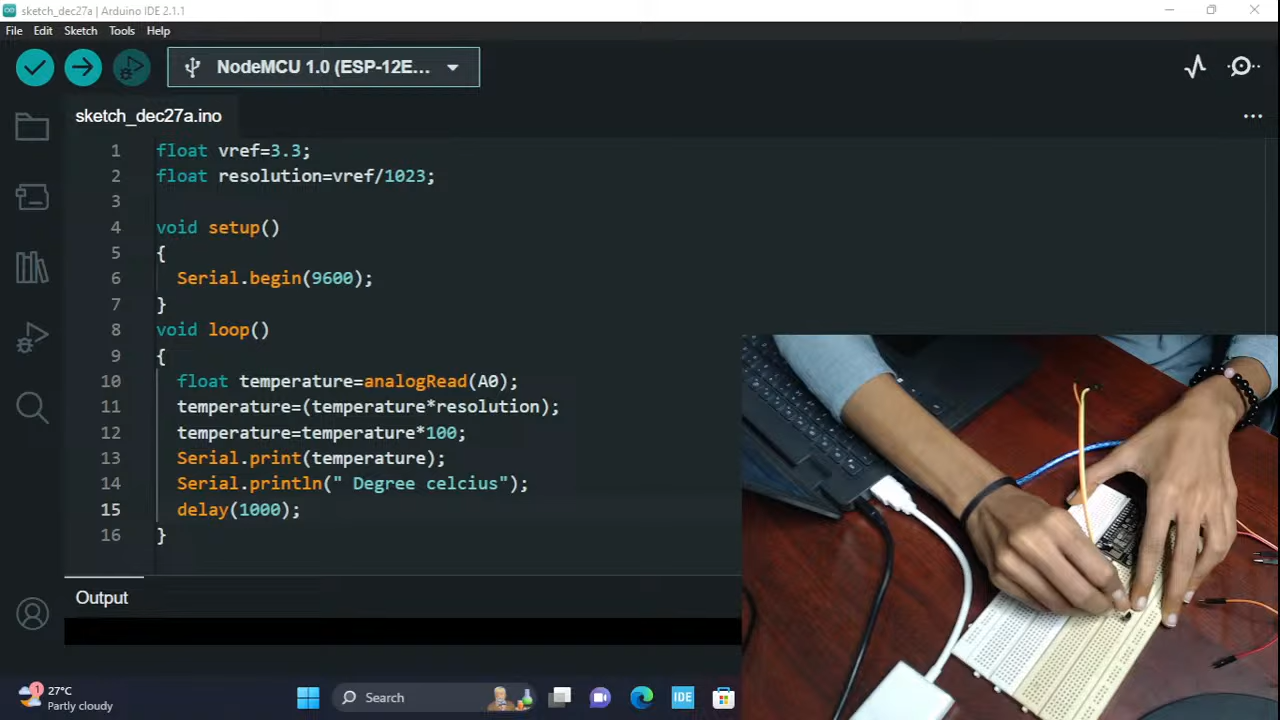 sketch_dec27a | Arduino IDE 2.1.1
File Edit Sketch Tools Help
NodeMCU 1.0 (ESP-12E...
sketch_dec27a.ino
1 float vref=3.3;
2 float resolution=vref/1023;
3
4 void setup()
5 {
6 Serial.begin(9600);
7 }
8 void loop()
9 {
10 float temperature=analogRead(A0);
11 temperature=(temperature*resolution);
12 temperature=temperature*100;
13 Serial.print(temperature);
14 Serial.println(" Degree celcius");
15 delay(1000);
16 }
Output
1
27°C
Partly cloudy
Search
IDE